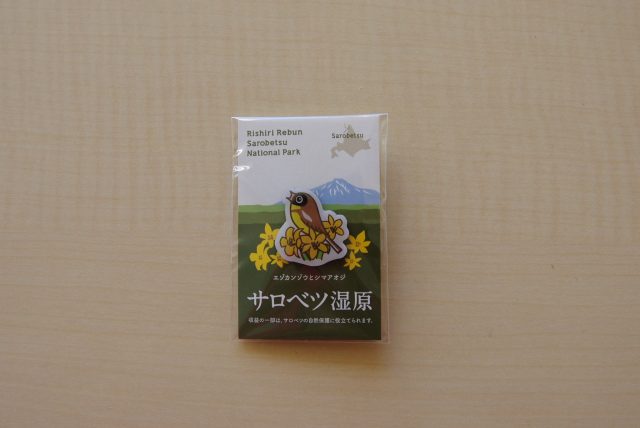 Rishiri Rebun
Sarobetsu
National Park
Sarobetsu
エゾカンゾウとシマアオジ
サロベツ湿原
収益の一部は、サロベツの自然保護に役立てられます。